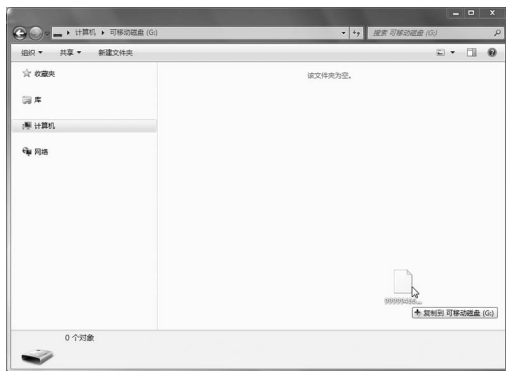 计算机 ▸ 可移动磁盘 (G:)
搜索 可移动磁盘 (G:)
组织 共享 新建文件夹
收藏夹
库
计算机
网络
该文件夹为空。
复制到 可移动磁盘 (G:)
0 个对象